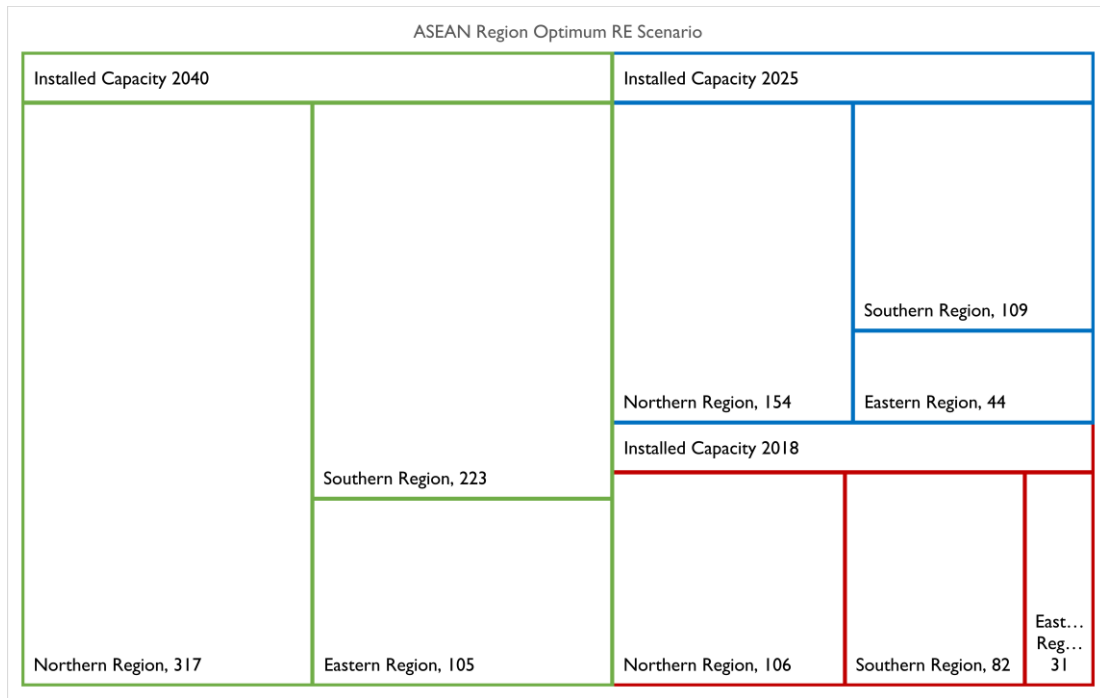 ASEAN Region Optimum RE Scenario
Installed Capacity 2040
Northern Region, 317
Southern Region, 223
Eastern Region, 105
Installed Capacity 2025
Northern Region, 154
Southern Region, 109
Eastern Region, 44
Installed Capacity 2018
Northern Region, 106
Southern Region, 82
East…
Reg…
31